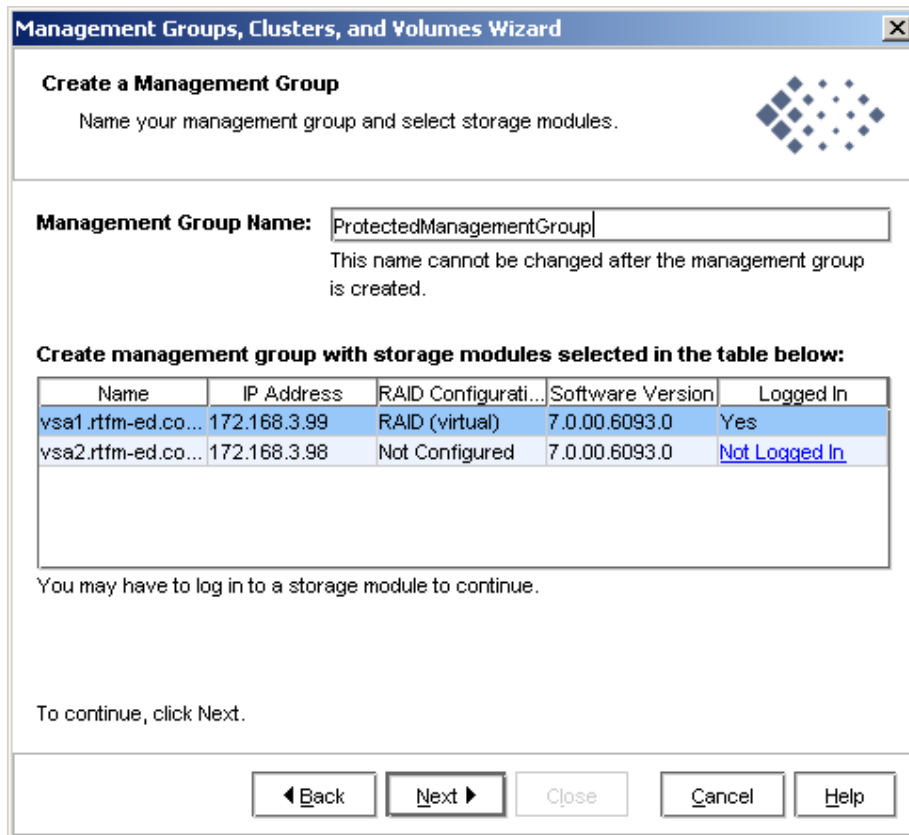 Management Groups, Clusters, and Volumes Wizard
Create a Management Group
Name your management group and select storage modules.
Management Group Name: ProtectedManagementGroup
This name cannot be changed after the management group
is created.
Create management group with storage modules selected in the table below:
Name IP Address RAID Configurati... Software Version Logged In
vsa1.rtfm-ed.co... 172.168.3.99 RAID (virtual) 7.0.00.6093.0 Yes
vsa2.rtfm-ed.co... 172.168.3.98 Not Configured 7.0.00.6093.0 Not Logged In
You may have to log in to a storage module to continue.
To continue, click Next.
Back Next Close Cancel Help